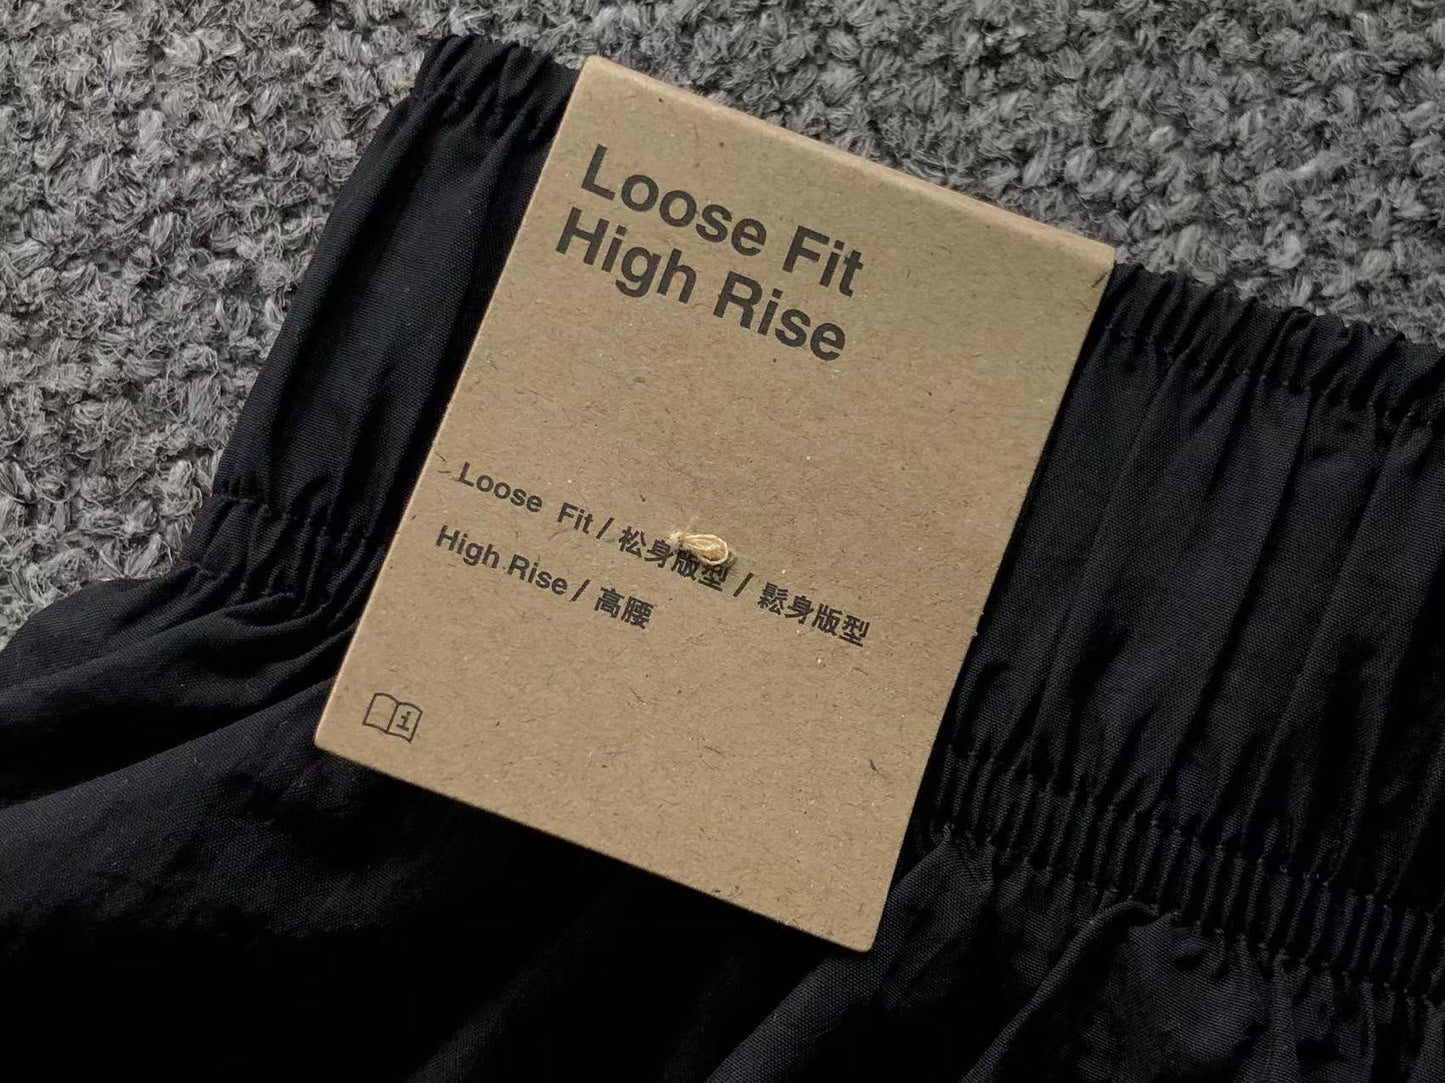 Loose Fit
High Rise
Loose Fit / 松身版型 / 鬆身版型
High Rise / 高腰
i